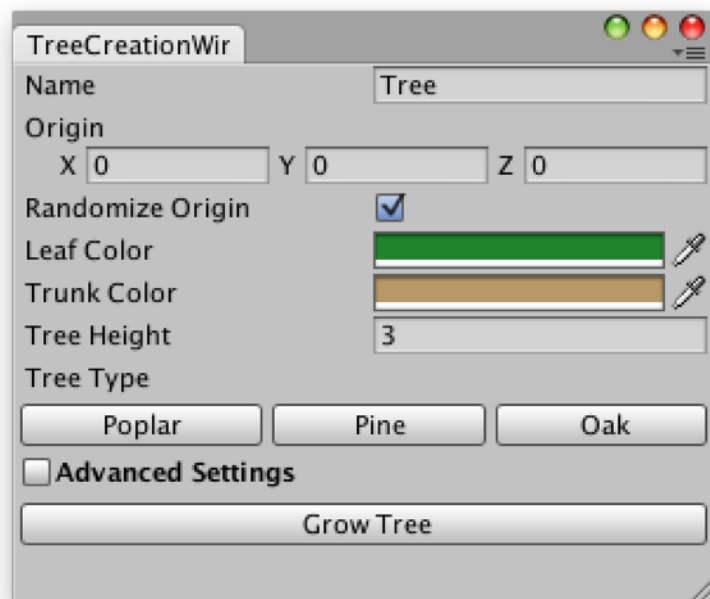 TreeCreationWir
Name Tree
Origin
X 0 Y 0 Z 0
Randomize Origin
Leaf Color
Trunk Color
Tree Height 3
Tree Type
Poplar Pine Oak
Advanced Settings
Grow Tree